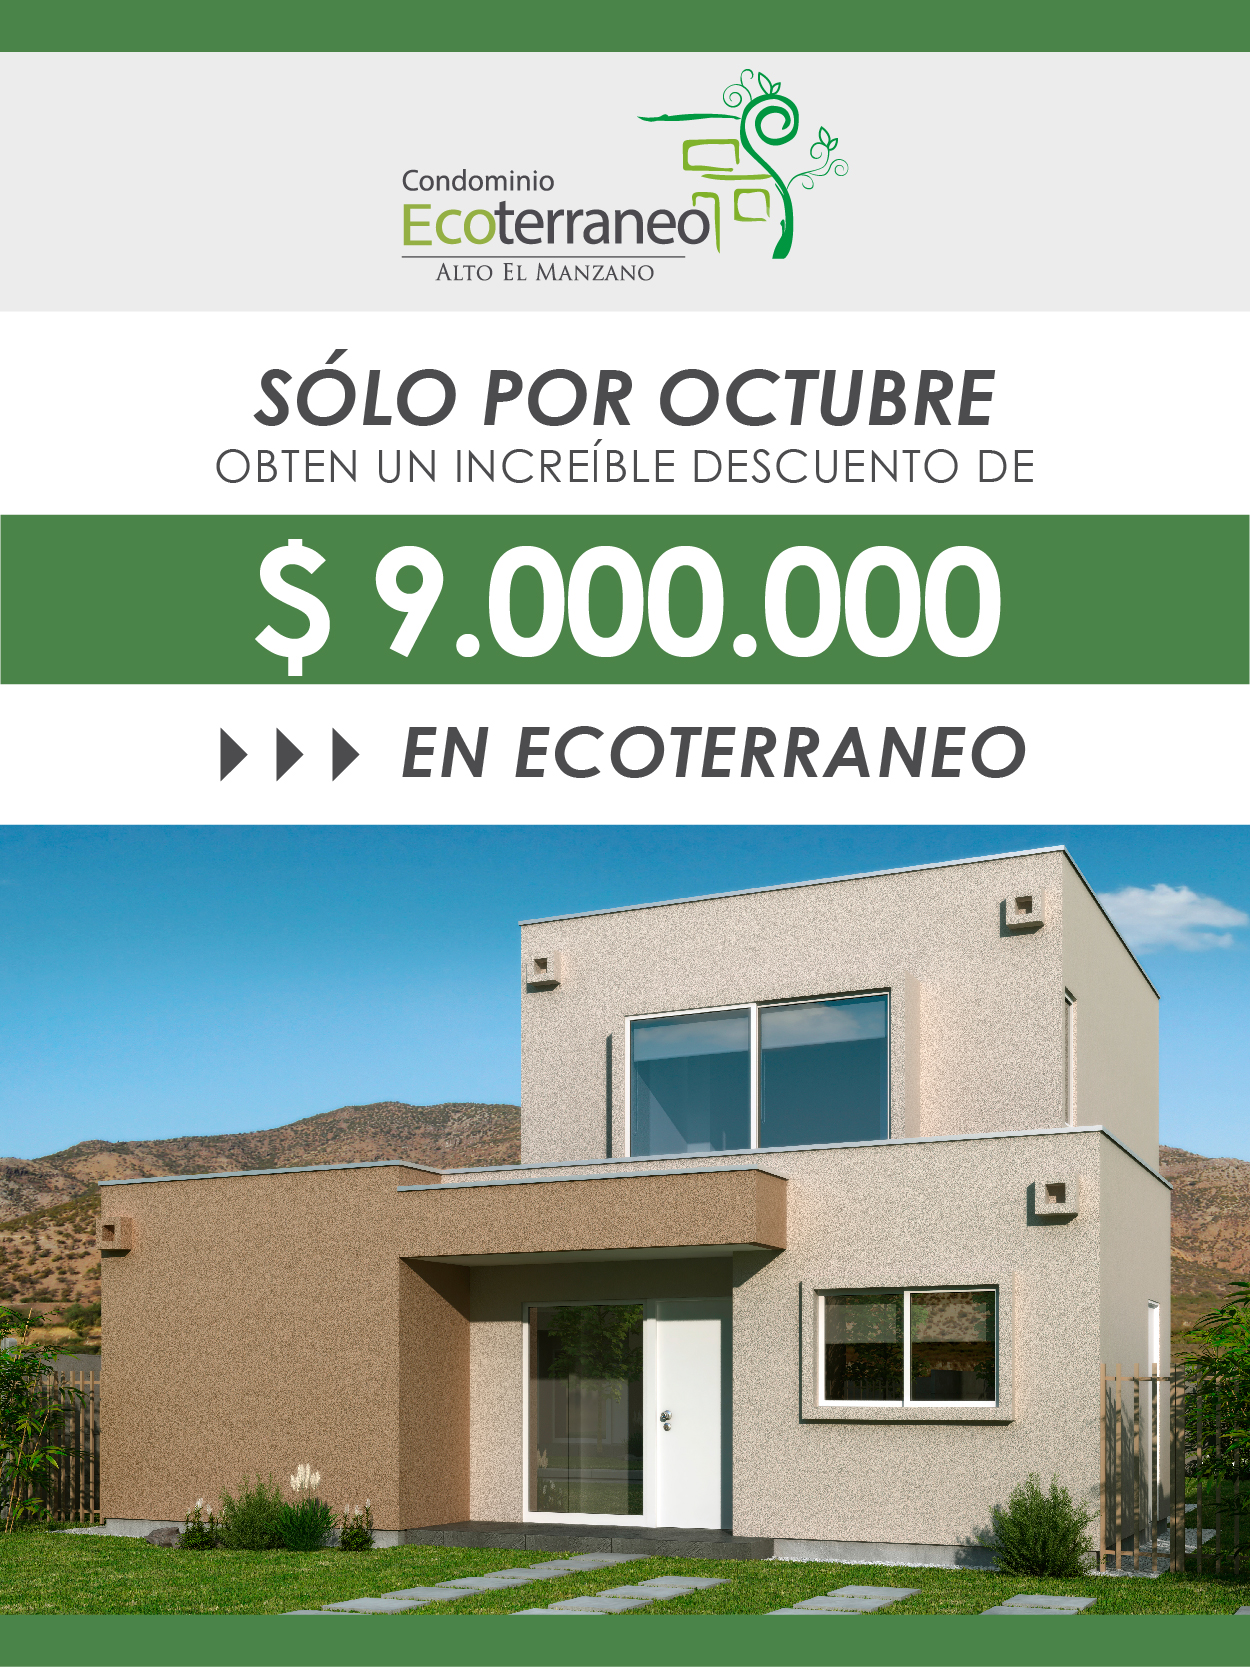 Condominio
Ecoterraneo
ALTO EL MANZANO
SÓLO POR OCTUBRE
OBTEN UN INCREÍBLE DESCUENTO DE
$ 9.000.000
EN ECOTERRANEO